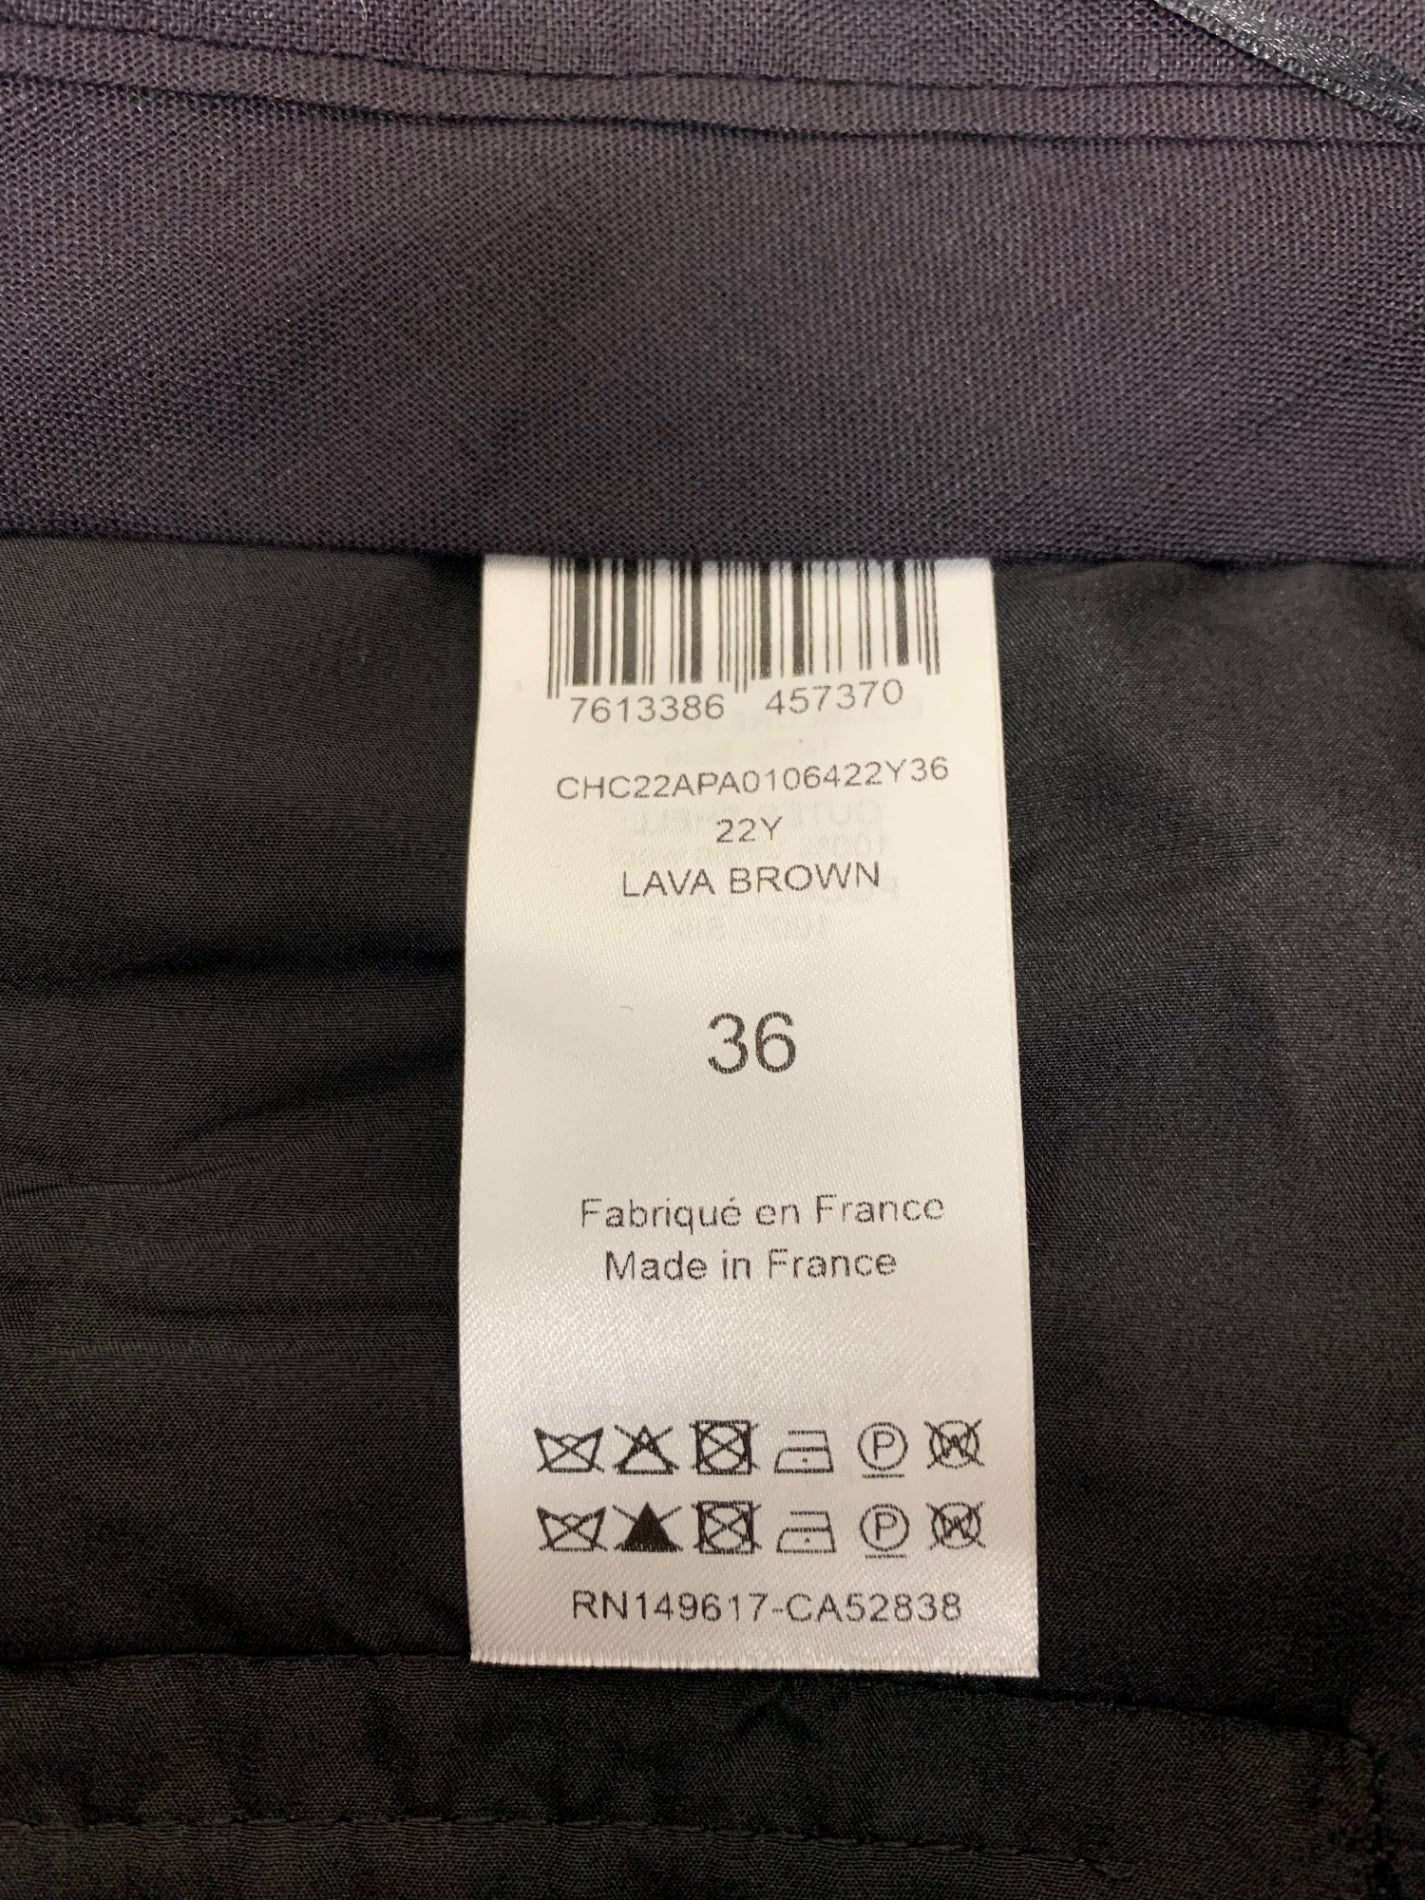 7613386 457370
CHC22APA0106422Y36
22Y
LAVA BROWN
36
Fabriqué en France
Made in France
P W
P W
RN149617-CA52838